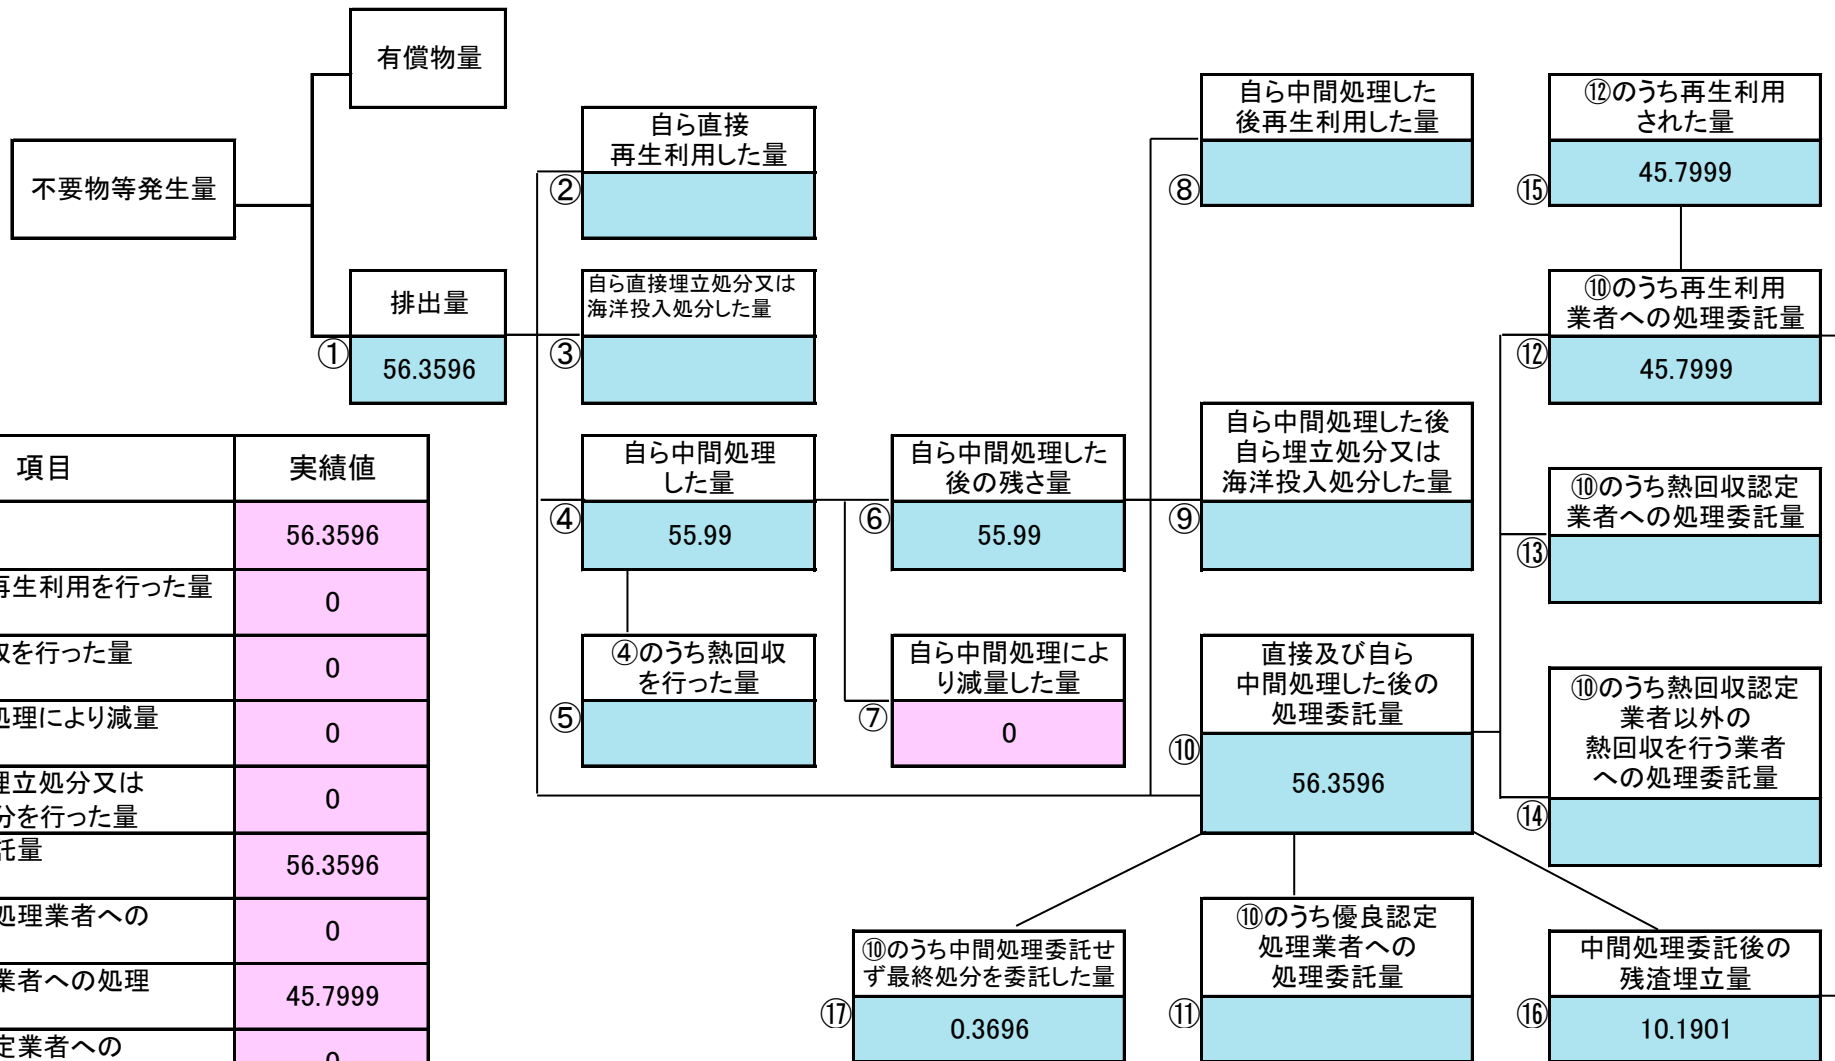 有償物量
不要物等発生量
排出量
①
56.3596
自ら直接
再生利用した量
②
自ら直接埋立処分又は
海洋投入処分した量
③
自ら中間処理
した量
④
55.99
④のうち熱回収
を行った量
⑤
自ら中間処理した
後の残さ量
⑥
55.99
自ら中間処理によ
り減量した量
⑦
0
自ら中間処理した
後再生利用した量
⑧
自ら中間処理した後
自ら埋立処分又は
海洋投入処分した量
⑨
直接及び自ら
中間処理した後の
処理委託量
⑩
56.3596
⑫のうち再生利用
された量
⑮
45.7999
⑩のうち再生利用
業者への処理委託量
⑫
45.7999
⑩のうち熱回収認定
業者への処理委託量
⑬
⑩のうち熱回収認定
業者以外の
熱回収を行う業者
への処理委託量
⑭
⑩のうち中間処理委託せ
ず最終処分を委託した量
⑰
0.3696
⑩のうち優良認定
処理業者への
処理委託量
⑪
中間処理委託後の
残渣埋立量
⑯
10.1901
項目 実績値
56.3596
再生利用を行った量
0
を行った量
0
処理により減量
0
埋立処分又は
分を行った量
0
託量
56.3596
処理業者への
0
業者への処理
45.7999
定業者への
0